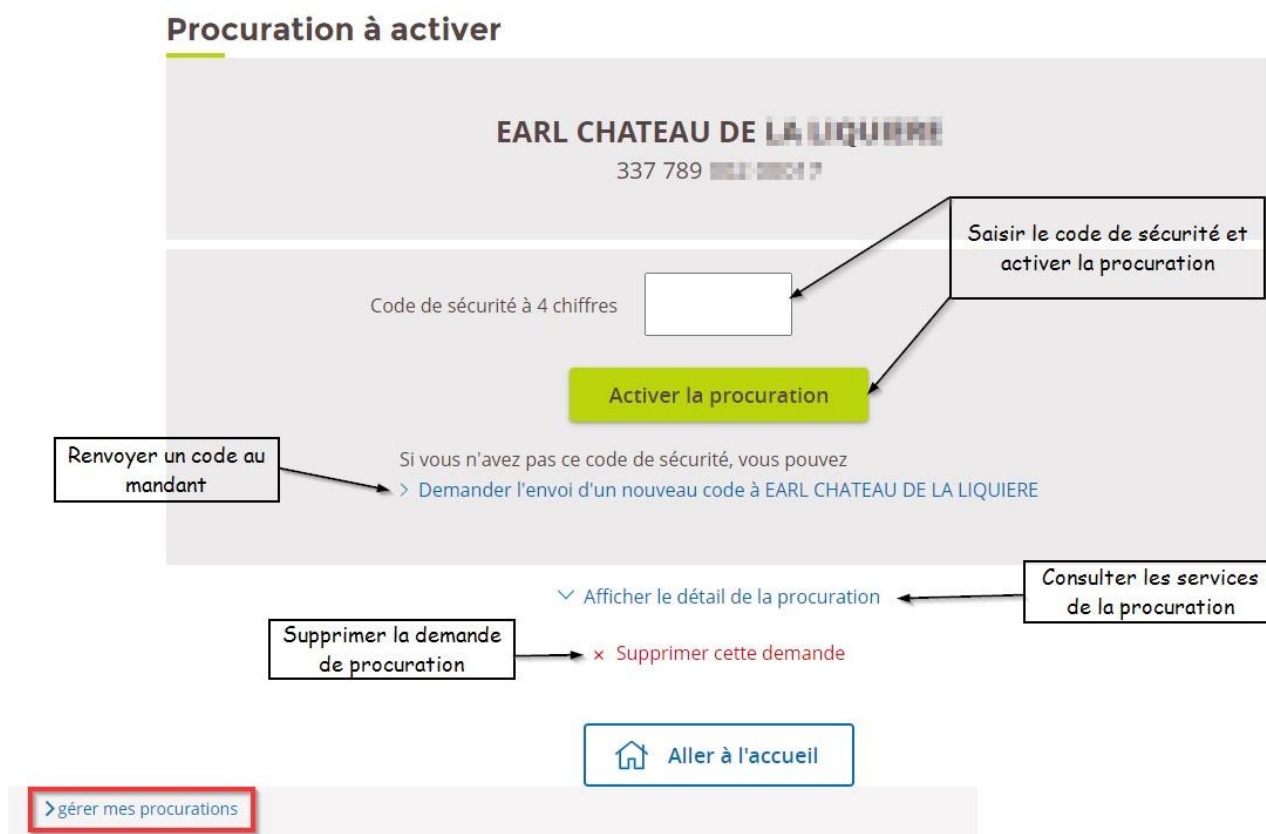 Procuration à activer
EARL CHATEAU DE
337 789
Saisir le code de sécurité et
activer la procuration
Code de sécurité à 4 chiffres
Activer la procuration
Renvoyer un code au
mandant
Si vous n'avez pas ce code de sécurité, vous pouvez
> Demander l'envoi d'un nouveau code à EARL CHATEAU DE LA LIQUIERE
Afficher le détail de la procuration
Consulter les services
de la procuration
Supprimer la demande
de procuration
× Supprimer cette demande
Aller à l'accueil
> gérer mes procurations